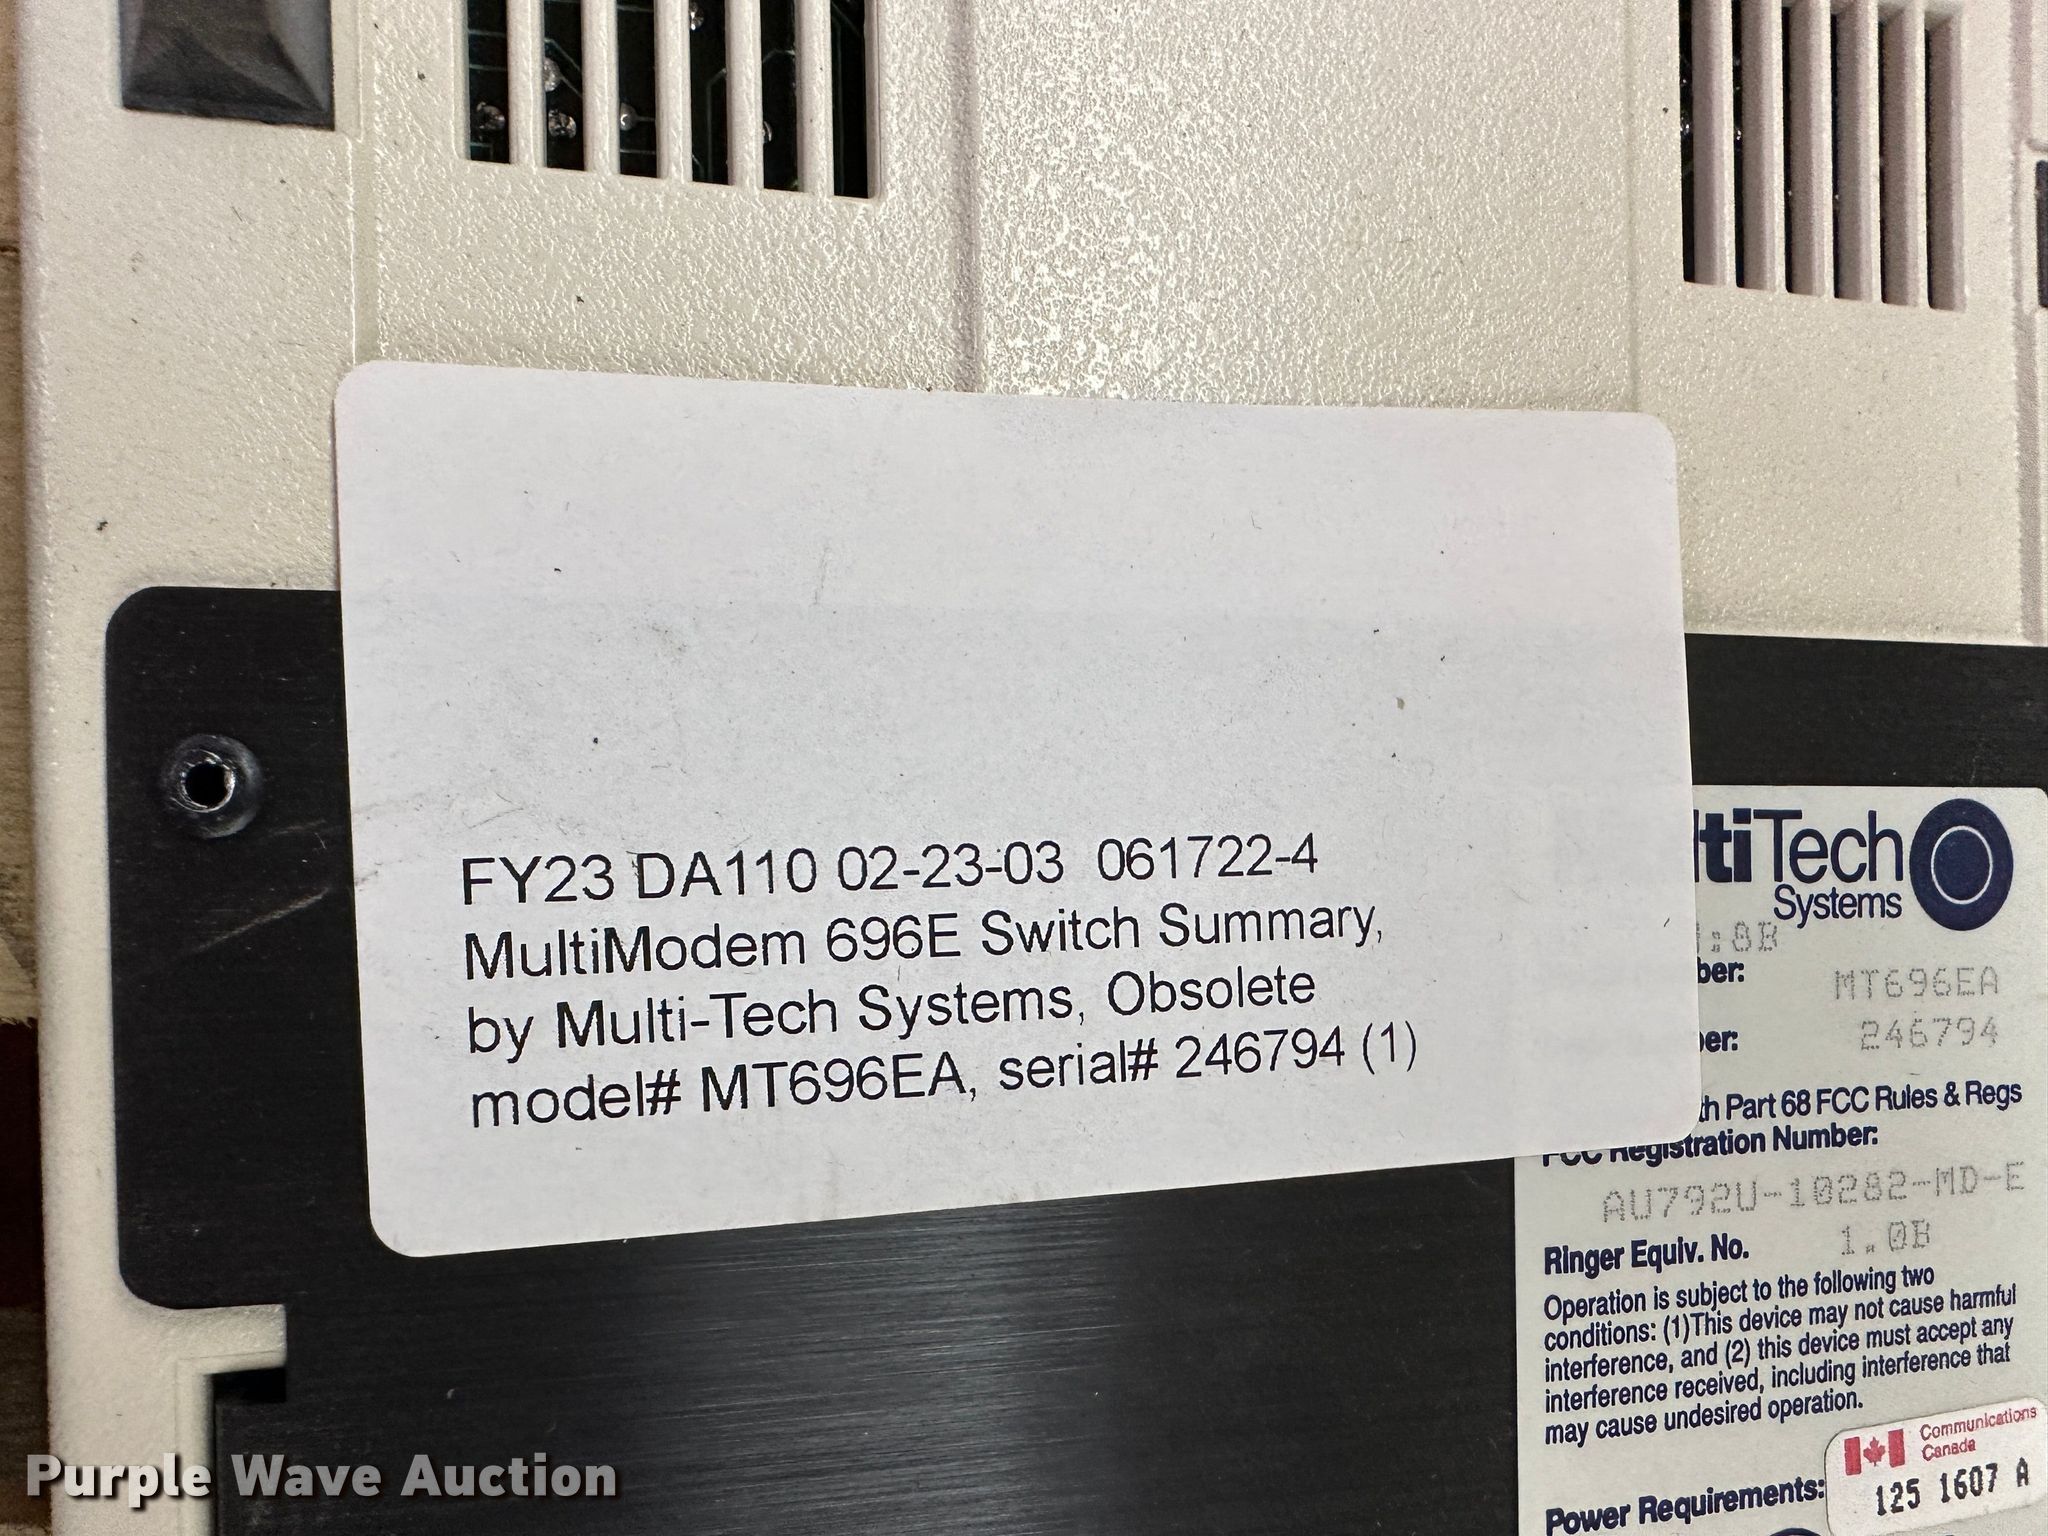 FY23 DA110 02-23-03 061722-4
MultiModem 696E Switch Summary,
by Multi-Tech Systems, Obsolete
model# MT696EA, serial# 246794 (1)
ltiTech
Systems
:8B
ber: MT696EA
er: 246794
th Part 68 FCC Rules & Regs
FCC Registration Number:
AU792U-10282-MD-E
Ringer Equiv. No. 1.0B
Operation is subject to the following two
conditions: (1)This device may not cause harmful
interference, and (2) this device must accept any
interference received, including interference that
may cause undesired operation.
Communications
Canada
125 1607 A
Power Requirements:
Purple Wave Auction